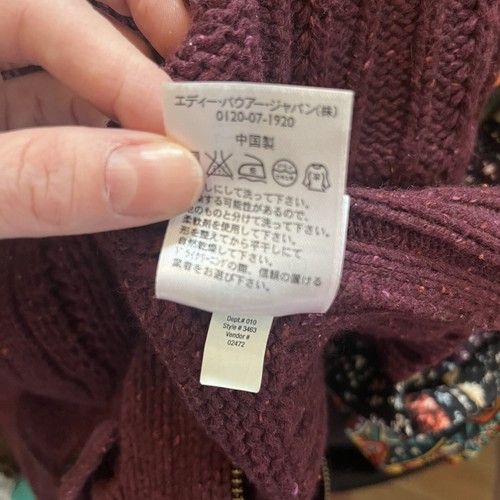 エディー・バウアー・ジャパン(株)
0120-07-1920
中国製
しにして洗って下さい。
する可能性があるので、
のものと分けて洗って下さい。
柔軟剤を使用して下さい。
形を整えてから平干しにて
自然乾燥して下さい。
ドライクリーニングの際、信頼の置ける
業者をお選び下さい。
Dept.# 010
Style # 3463
Vendor #
02472